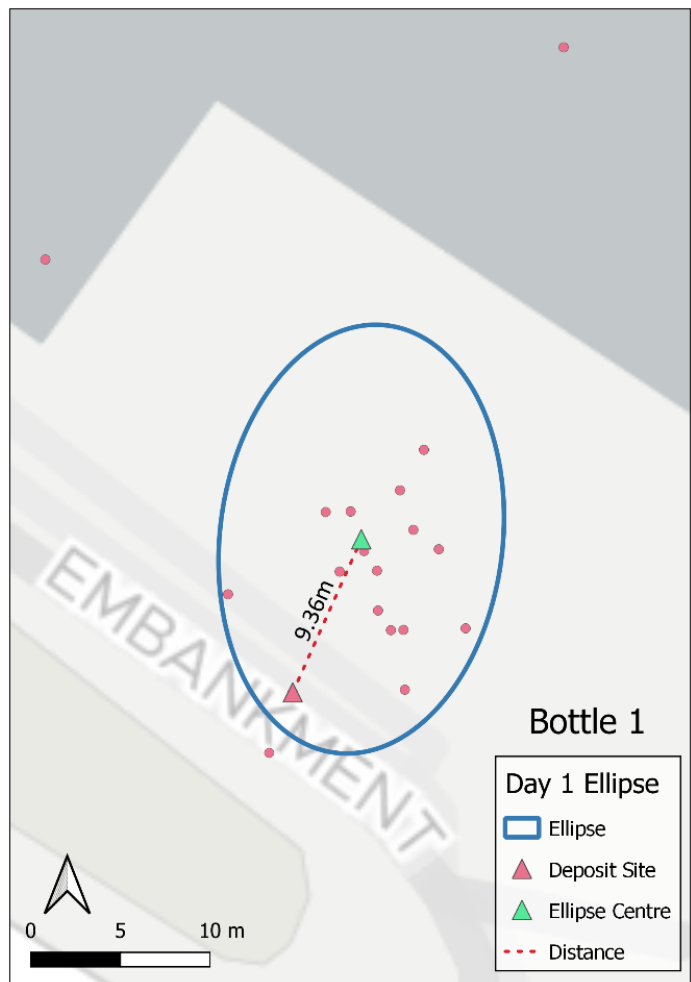 9.36m
EMBANKMENT
Bottle 1
Day 1 Ellipse
Ellipse
Deposit Site
Ellipse Centre
Distance
0 5 10 m